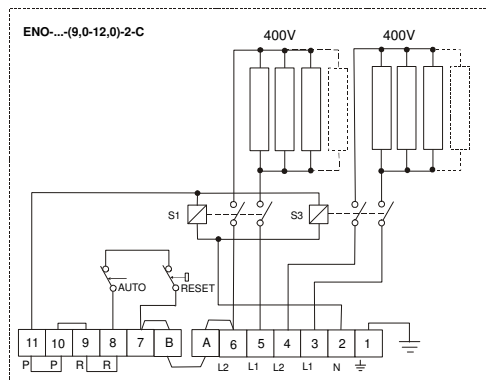 ENO-...-(9,0-12,0)-2-C
400V 400V
S1 S3
AUTO RESET
11 10 9 8 7 B A 6 5 4 3 2 1
P P R R L2 L1 L2 L1 N